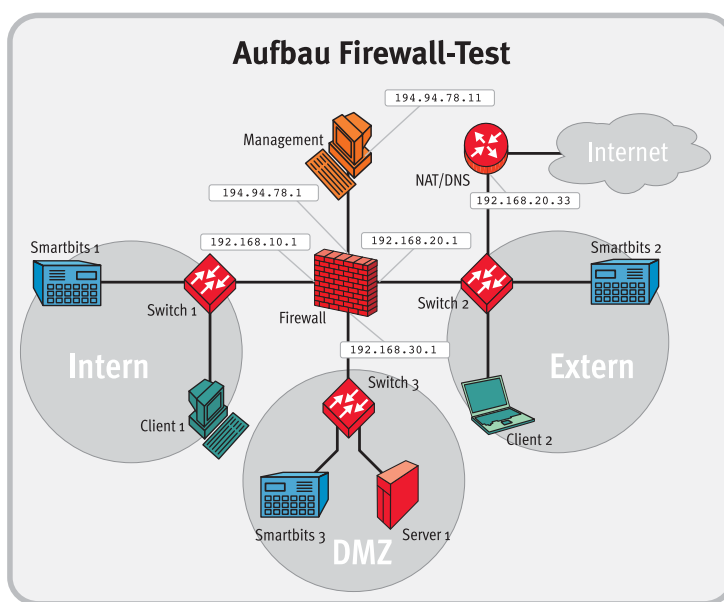 Aufbau Firewall-Test
194.94.78.11
Management
Internet
NAT/DNS
194.94.78.1
192.168.20.33
192.168.10.1
192.168.20.1
Smartbits 1
Smartbits 2
Switch 1
Firewall
Switch 2
192.168.30.1
Intern
Extern
Switch 3
Client 1
Client 2
Smartbits 3
Server 1
DMZ